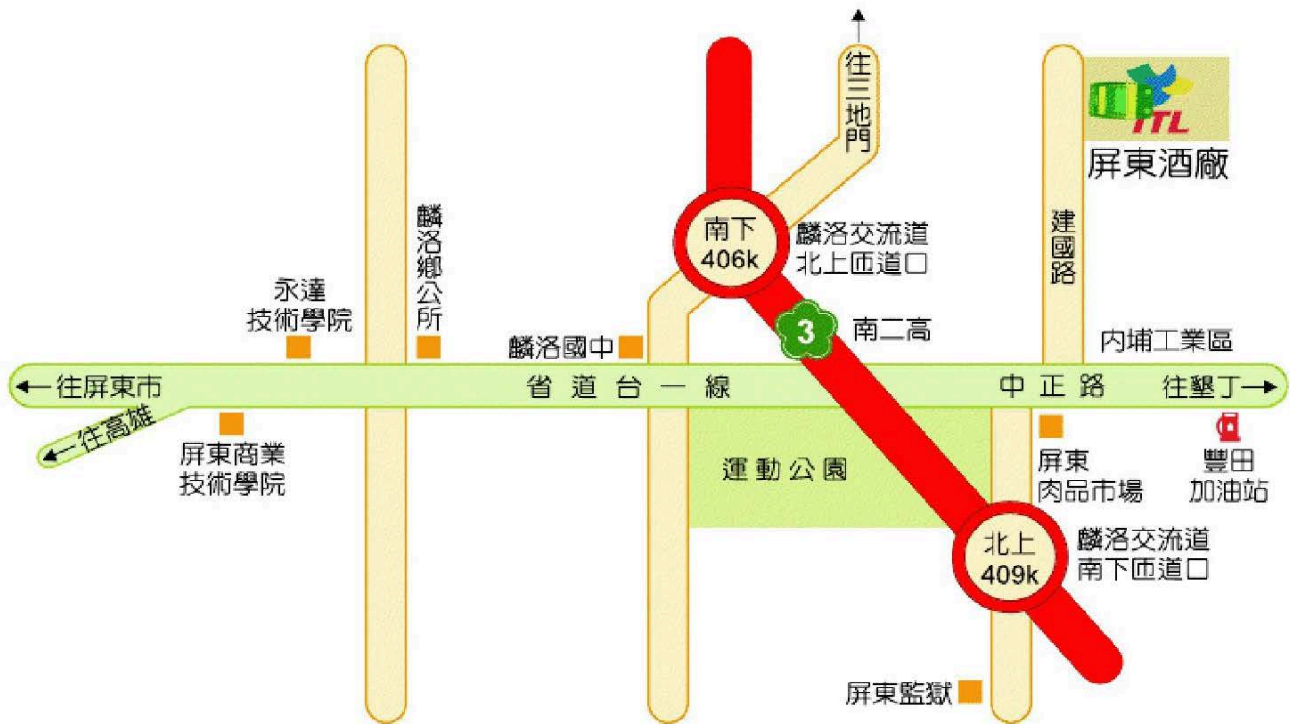 往三地門
TTL
屏東酒廠
南下
406k
麟洛交流道
北上匝道口
建國路
麟洛鄉公所
永達
技術學院
麟洛國中
3
南二高
內埔工業區
往屏東市
省道台一線
中正路
往墾丁
往高雄
屏東商業
技術學院
運動公園
屏東
肉品市場
豐田
加油站
北上
409k
麟洛交流道
南下匝道口
屏東監獄